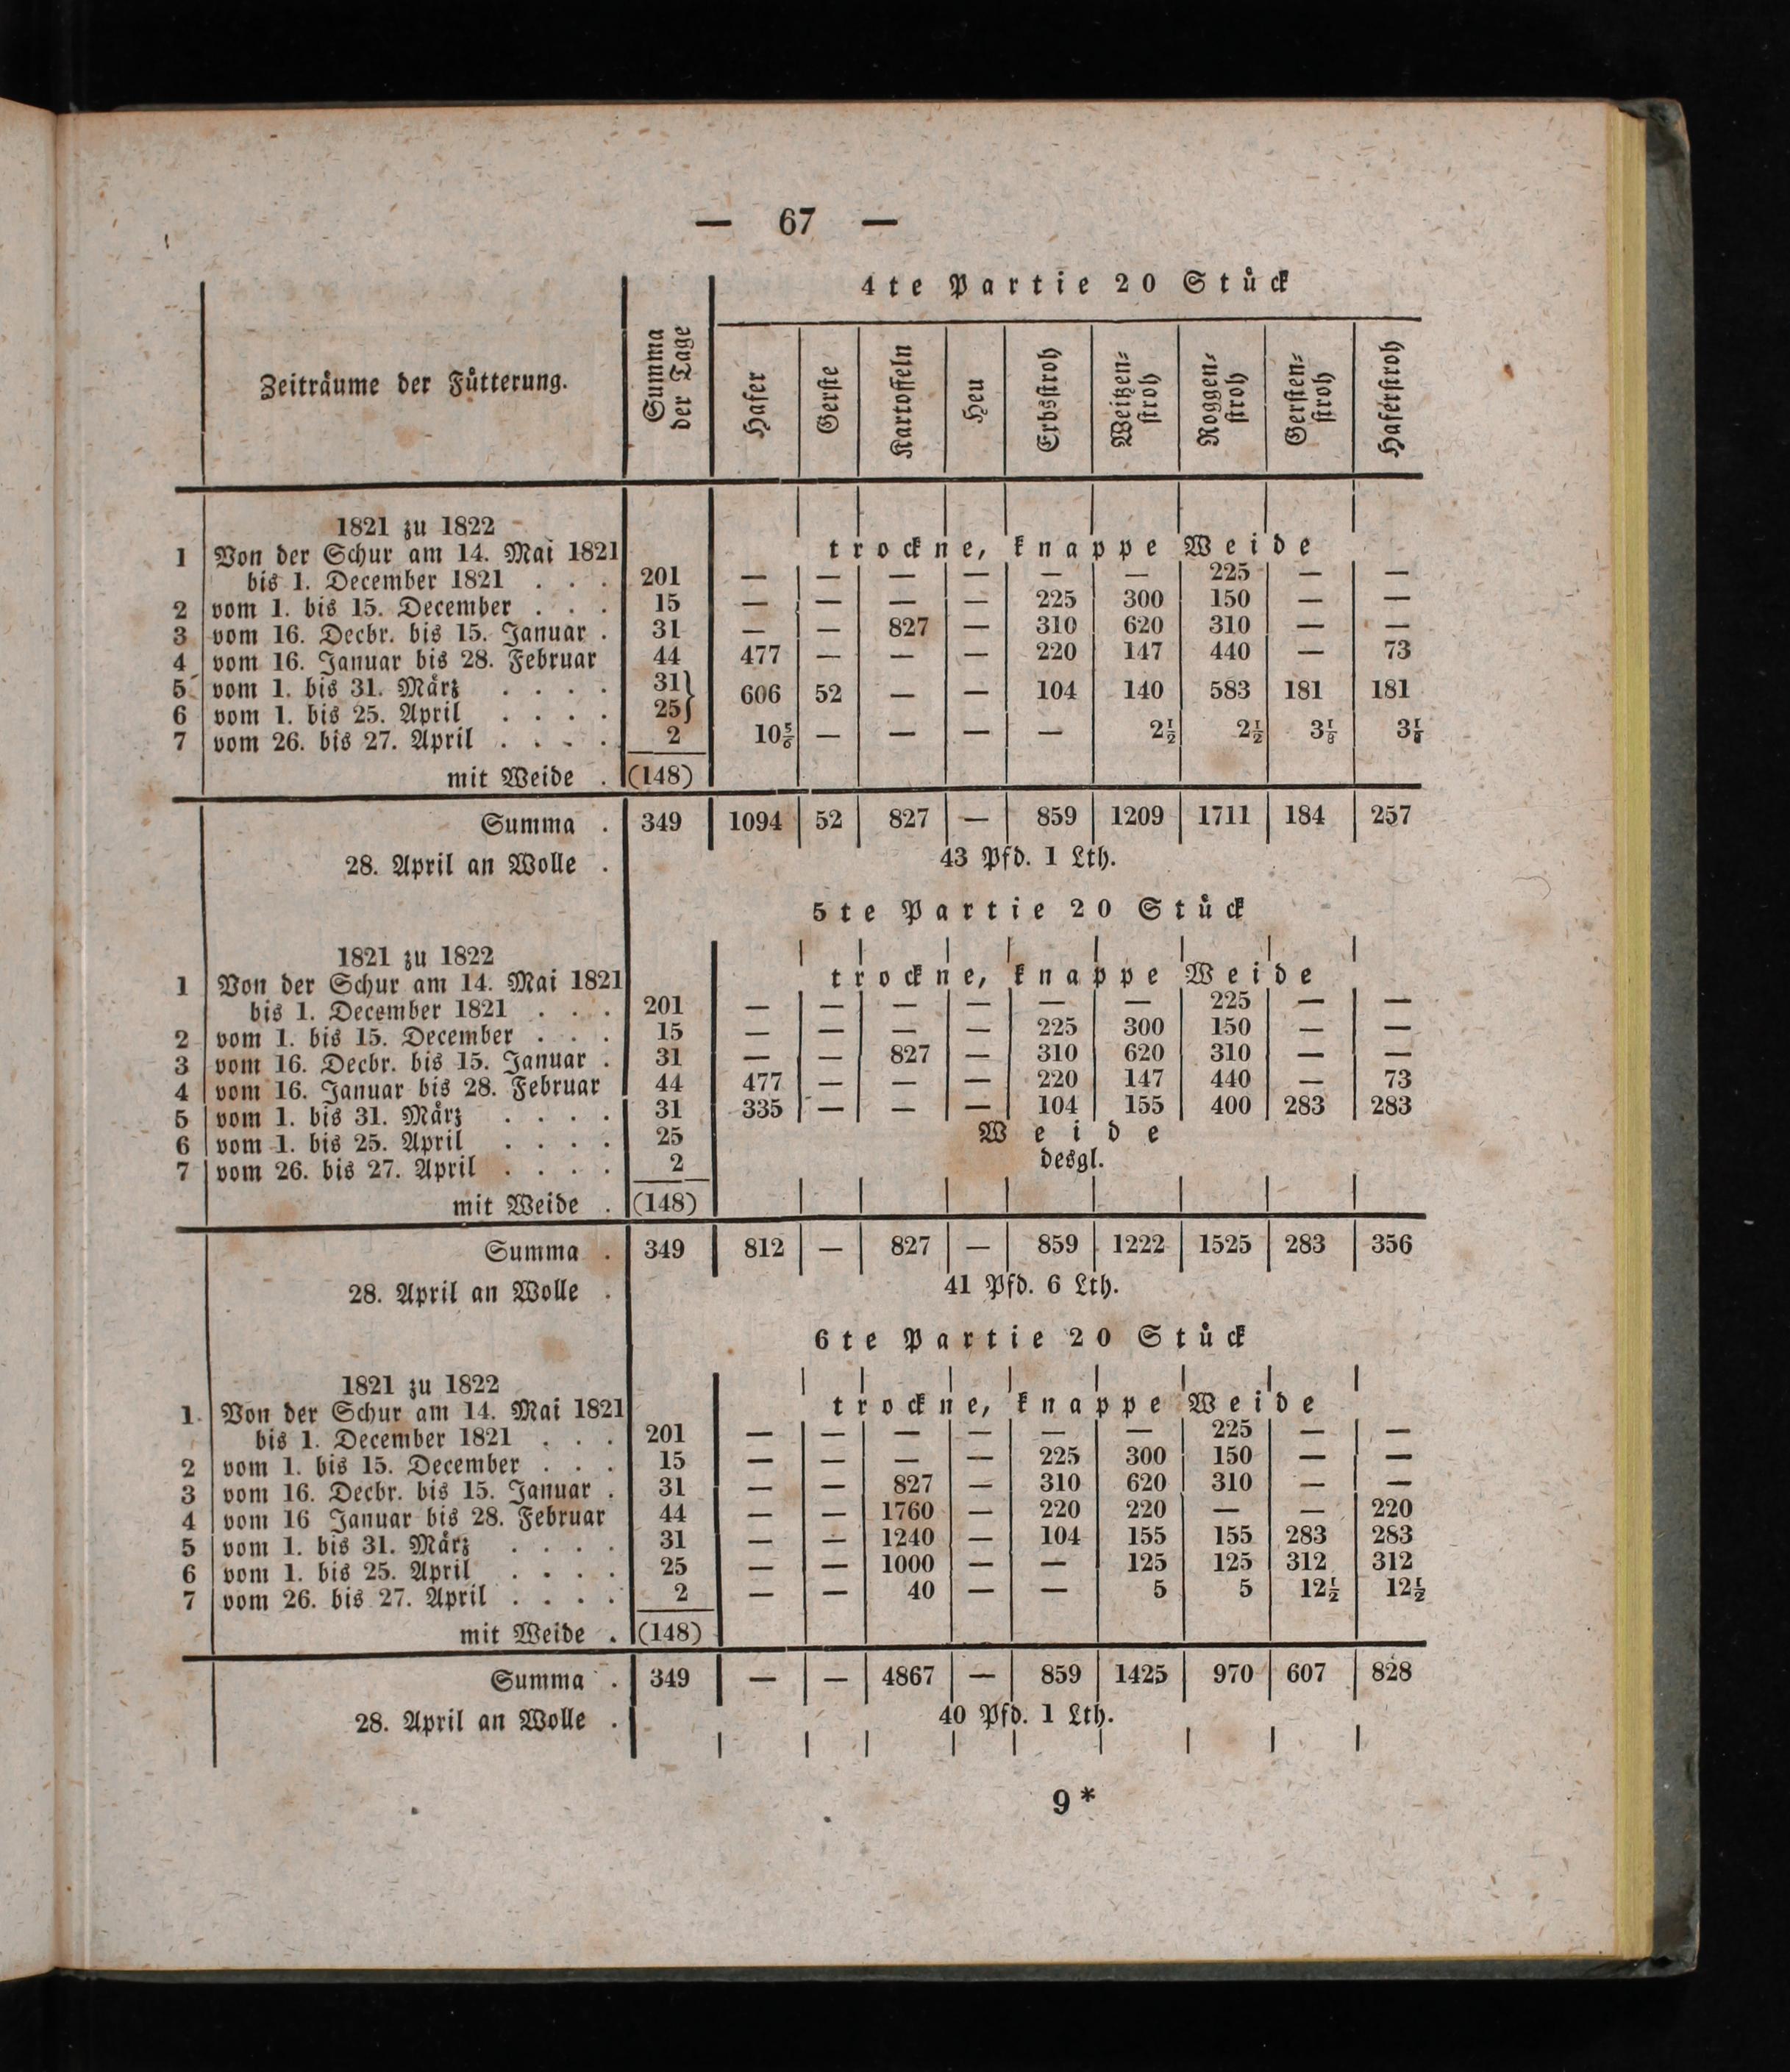 — 67 —
4te Partie 20 Stück
Zeiträume der Fütterung. | Summa der Tage | Hafer | Gerste | Kartoffeln | Heu | Erbsstroh | Weitzen-stroh | Roggen-stroh | Gersten-stroh | Haferstroh
1821 zu 1822
1 Von der Schur am 14. Mai 1821 trockne, knappe Weide
bis 1. December 1821 . . . 201 — — — — — — 225 — —
2 vom 1. bis 15. December . . . 15 — — — — 225 300 150 — —
3 vom 16. Decbr. bis 15. Januar . 31 — — 827 — 310 620 310 — —
4 vom 16. Januar bis 28. Februar 44 477 — — — 220 147 440 — 73
5 vom 1. bis 31. März . . . . 31} 606 52 — — 104 140 583 181 181
6 vom 1. bis 25. April . . . . 25}
7 vom 26. bis 27. April . . . . 2 10⅚ — — — — 2½ 2½ 3⅛ 3⅛
mit Weide . (148)
Summa . 349 1094 52 827 — 859 1209 1711 184 257
28. April an Wolle . 43 Pfd. 1 Lth.
5te Partie 20 Stück
1821 zu 1822
1 Von der Schur am 14. Mai 1821 trockne, knappe Weide
bis 1. December 1821 . . . 201 — — — — — — 225 — —
2 vom 1. bis 15. December . . . 15 — — — — 225 300 150 — —
3 vom 16. Decbr. bis 15. Januar . 31 — — 827 — 310 620 310 — —
4 vom 16. Januar bis 28. Februar 44 477 — — — 220 147 440 — 73
5 vom 1. bis 31. März . . . . 31 335 — — — 104 155 400 283 283
6 vom 1. bis 25. April . . . . 25 Weide
7 vom 26. bis 27. April . . . . 2 desgl.
mit Weide . (148)
Summa . 349 812 — 827 — 859 1222 1525 283 356
28. April an Wolle . 41 Pfd. 6 Lth.
6te Partie 20 Stück
1821 zu 1822
1. Von der Schur am 14. Mai 1821 trockne, knappe Weide
bis 1. December 1821 . . . 201 — — — — — — 225 — —
2 vom 1. bis 15. December . . . 15 — — — — 225 300 150 — —
3 vom 16. Decbr. bis 15. Januar . 31 — — 827 — 310 620 310 — —
4 vom 16 Januar bis 28. Februar 44 — — 1760 — 220 220 — — 220
5 vom 1. bis 31. März . . . . 31 — — 1240 — 104 155 155 283 283
6 vom 1. bis 25. April . . . . 25 — — 1000 — — 125 125 312 312
7 vom 26. bis 27. April . . . . 2 — — 40 — — 5 5 12½ 12½
mit Weide . (148)
Summa . 349 — — 4867 — 859 1425 970 607 828
28. April an Wolle . 40 Pfd. 1 Lth.
9*